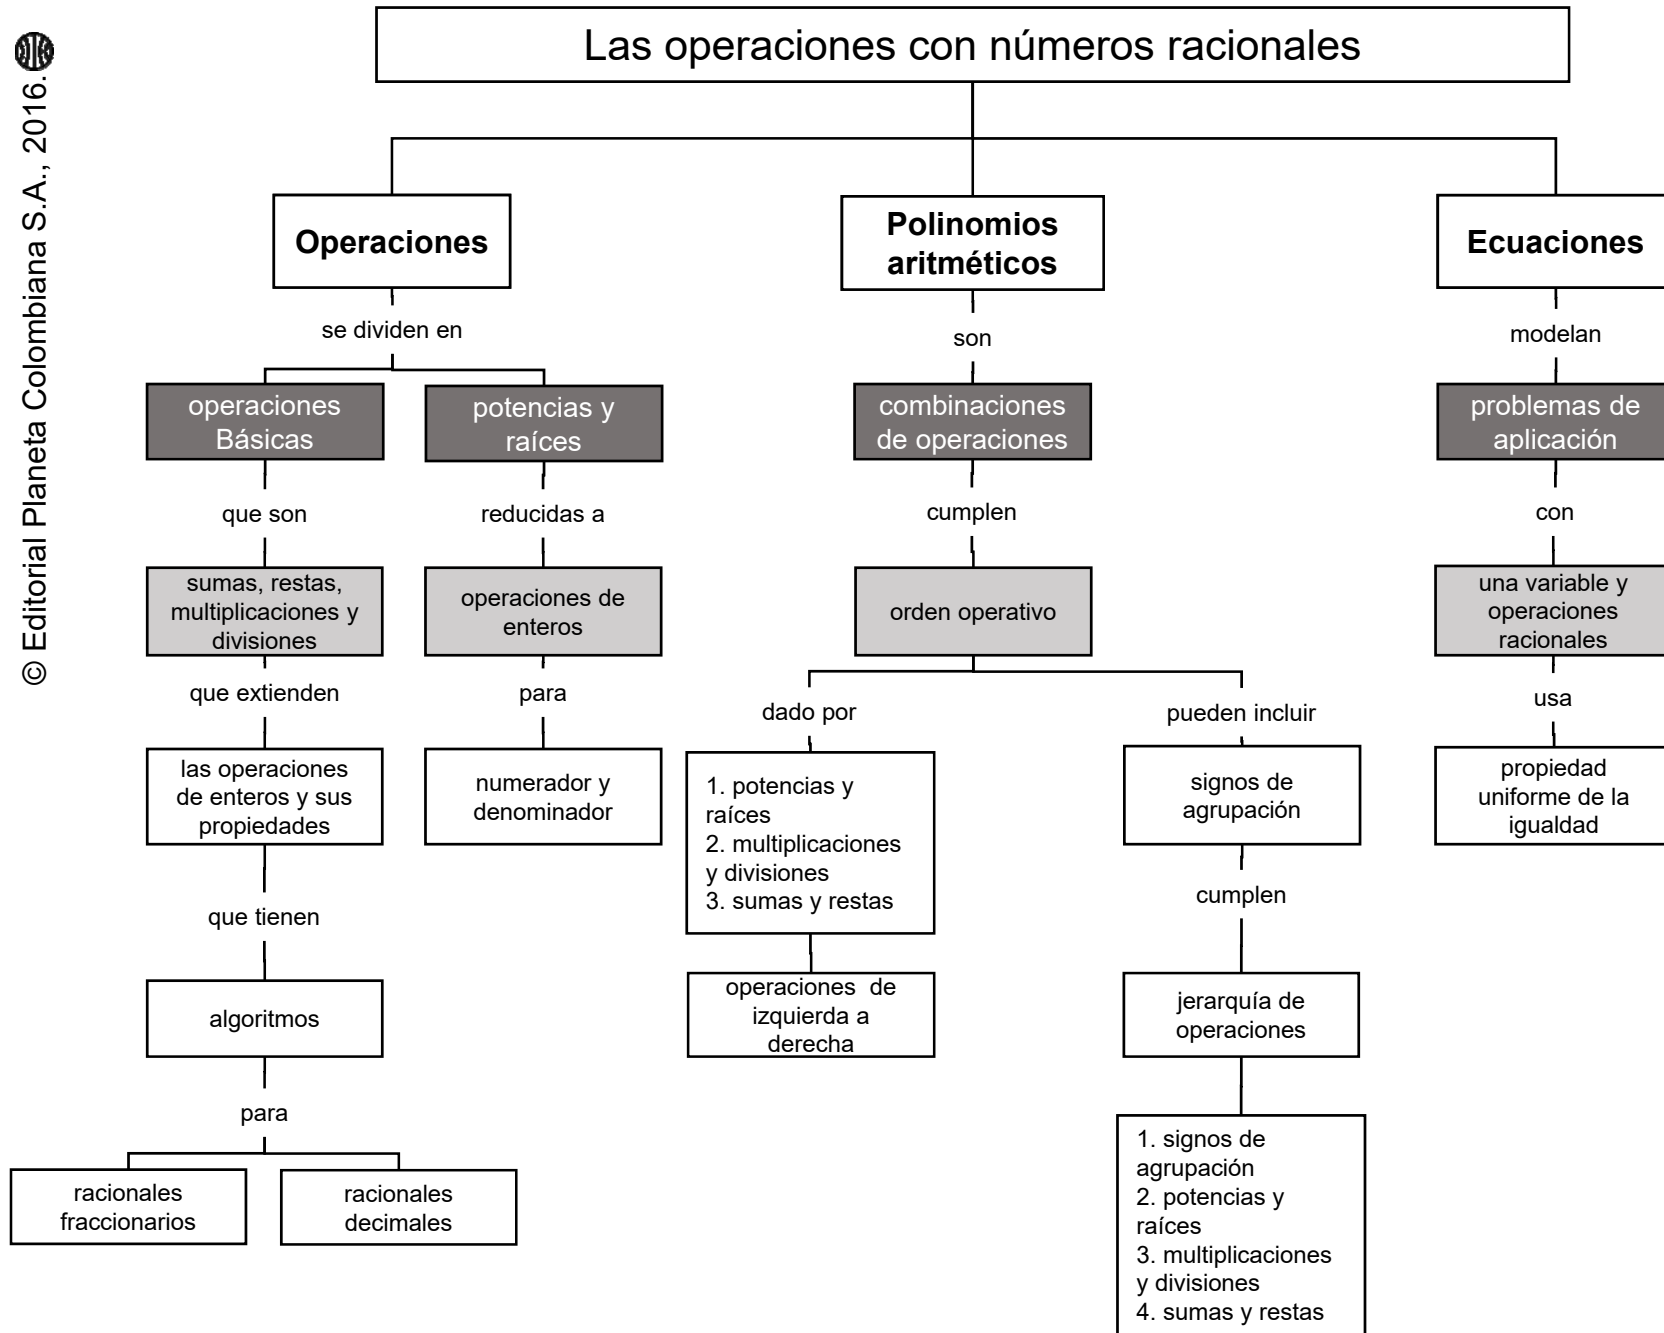 © Editorial Planeta Colombiana S.A., 2016.
Las operaciones con números racionales
Operaciones
se dividen en
operaciones
Básicas
que son
sumas, restas,
multiplicaciones y
divisiones
que extienden
las operaciones
de enteros y sus
propiedades
que tienen
algoritmos
para
racionales
fraccionarios
racionales
decimales
potencias y
raíces
reducidas a
operaciones de
enteros
para
numerador y
denominador
Polinomios
aritméticos
son
combinaciones
de operaciones
cumplen
orden operativo
dado por
1. potencias y
raíces
2. multiplicaciones
y divisiones
3. sumas y restas
operaciones de
izquierda a
derecha
pueden incluir
signos de
agrupación
cumplen
jerarquía de
operaciones
1. signos de
agrupación
2. potencias y
raíces
3. multiplicaciones
y divisiones
4. sumas y restas
Ecuaciones
modelan
problemas de
aplicación
con
una variable y
operaciones
racionales
usa
propiedad
uniforme de la
igualdad